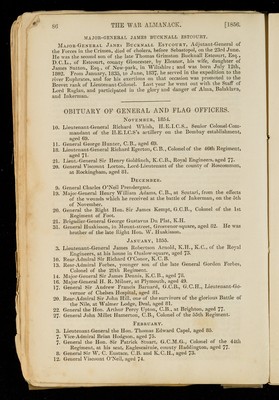 86 THE WAR ALMANACK. [1856.
MAJOR-GENERAL JAMES BUCKNALL ESTCOURT.
MAJOR-GENERAL JAMES BUCKNALL ESTCOURT, Adjutant-General of
the Forces in the Crimea, died of cholera, before Sebastopol, on the 23rd June.
He was the second son of the late Thomas Grimston Bucknall Estcourt, Esq.,
D.C.L., of Estcourt, county Gloucester, by Eleanor, his wife, daughter of
James Sutton, Esq., of New-park, in Wiltshire; and was born July 12th,
1802. From January, 1835, to June, 1837, he served in the expedition to the
river Euphrates, and for his exertions on that occasion was promoted to the
Brevet rank of Lieutenant-Colonel. Last year he went out with the Staff of
Lord Raglan, and participated in the glory and danger of Alma, Balaklava,
and Inkerman.
OBITUARY OF GENERAL AND FLAG OFFICERS.
NOVEMBER, 1854.
10. Lieutenant-General Richard Whish, H.E.I.C.S., Senior Colonel-Com-
mandant of the H.E.I.C.S's artillery on the Bombay establishment,
aged 69.
11. General George Hunter, C.B., aged 69.
18. Lieutenant-General Richard Egerton, C.B., Colonel of the 46th Regiment,
aged 71.
21. Lieut. General Sir Henry Goldfinch, K.C.B., Royal Engineers, aged 77.
29. General Viscount Lorton, Lord-Lieutenant of the county of Roscommon,
at Rockingham, aged 81.
DECEMBER.
9. General Charles O'Neil Prendergast.
19. Major-General Henry William Adams, C.B., at Scutari, from the effects
of the wounds which he received at the battle of Inkerman, on the 5th
November.
20. General the Right Hon. Sir James Kempt, G.C.B., Colonel of the 1st
Regiment of Foot.
21. Brigadier-General George Gustavus Du Plat, K.H.
31. General Huskisson, in Mount-street, Grosvenor-square, aged 82. He was
brother of the late Right Hon. W. Huskisson.
JANUARY, 1855.
3. Lieutenant-General James Robertson Arnold, K.H., K.C., of the Royal
Engineers, at his house in Onslow-square, aged 73.
10. Rear-Admiral Sir Richard O'Conor, K.C.B.
13. Rear-Admiral Forbes, younger son of the late General Gordon Forbes,
Colonel of the 29th Regiment.
14. Major-General Sir James Dennis, K.C.B., aged 78.
16. Major-General H. R. Milner, at Plymouth, aged 49.
17. General Sir Andrew Francis Barnard, G.C.B., G.C.H., Lieutenant-Go-
vernor of Chelsea Hospital, aged 81.
20. Rear-Admiral Sir John Hill, one of the survivors of the glorious Battle of
the Nile, at Walmer Lodge, Deal, aged 81.
22. General the Hon. Arthur Percy Upton, C.B., at Brighton, aged 77.
27. General John Millet Hamerton, C.B., Colonel of the 55th Regiment.
FEBRUARY.
3. Lieutenant-General the Hon. Thomas Edward Capel, aged 85.
7. Vice-Admiral Brian Hodgson, aged 75.
7. General the Hon. Sir Patrick Stuart, G.C.M.G., Colonel of the 44th
Regiment, at his seat, Eaglescairnie, county Haddington, aged 77.
9. General Sir W. C. Eustace, C.B. and K.C.H., aged 73.
12. General Viscount O'Neil, aged 74.